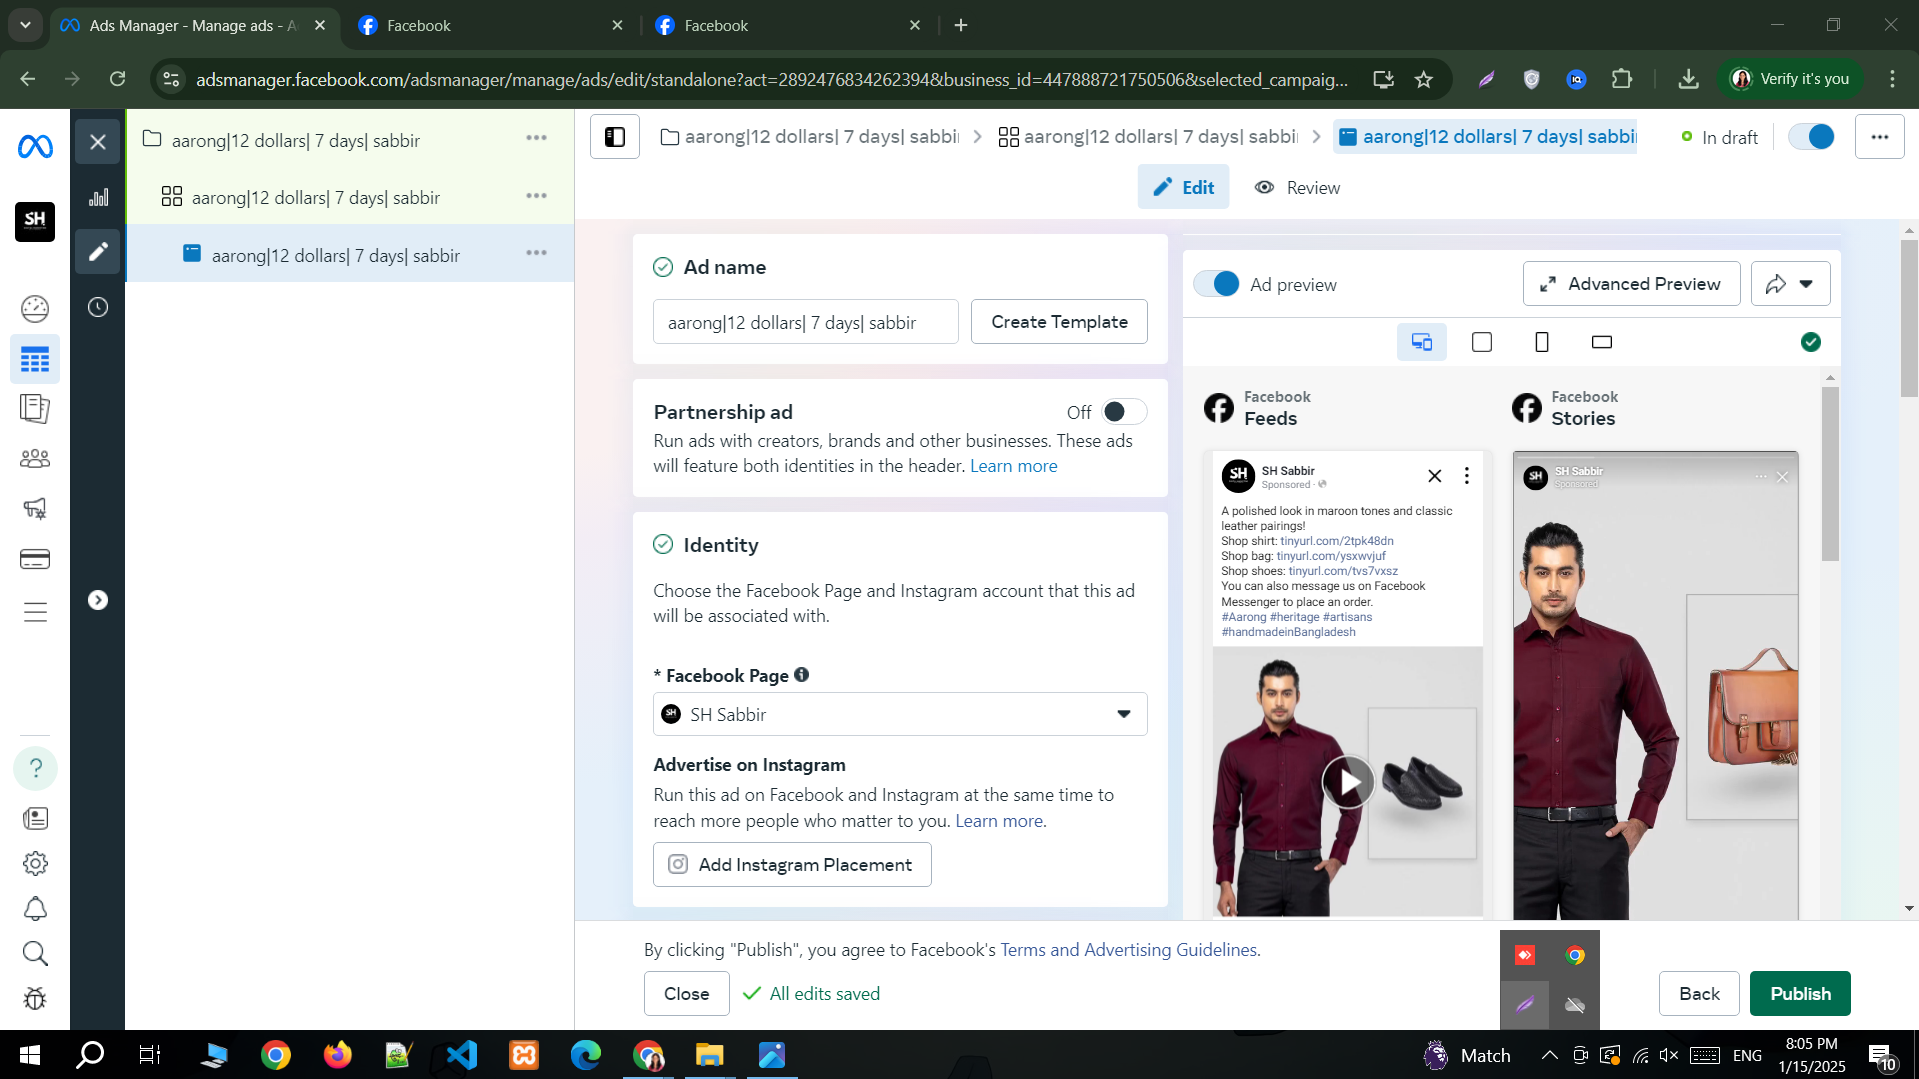 Ads Manager - Manage ads - A
Facebook
Facebook
adsmanager.facebook.com/adsmanager/manage/ads/edit/standalone?act=2892476834262394&business_id=447888721750506&selected_campaig...
Verify it's you
SH
aarong|12 dollars| 7 days| sabbir
aarong|12 dollars| 7 days| sabbir
aarong|12 dollars| 7 days| sabbir
aarong|12 dollars| 7 days| sabbir
aarong|12 dollars| 7 days| sabbir
aarong|12 dollars| 7 days| sabbir
In draft
Edit
Review
Ad name
aarong|12 dollars| 7 days| sabbir
Create Template
Partnership ad
Off
Run ads with creators, brands and other businesses. These ads
will feature both identities in the header. Learn more
Identity
Choose the Facebook Page and Instagram account that this ad
will be associated with.
* Facebook Page
SH SH Sabbir
Advertise on Instagram
Run this ad on Facebook and Instagram at the same time to
reach more people who matter to you. Learn more.
Add Instagram Placement
Ad preview
Advanced Preview
Facebook
Feeds
Facebook
Stories
SH
SH Sabbir
Sponsored ·
A polished look in maroon tones and classic
leather pairings!
Shop shirt: tinyurl.com/2tpk48dn
Shop bag: tinyurl.com/ysxwvjuf
Shop shoes: tinyurl.com/tvs7vxsz
You can also message us on Facebook
Messenger to place an order.
#Aarong #heritage #artisans
#handmadeinBangladesh
SH
SH Sabbir
Sponsored
By clicking "Publish", you agree to Facebook's Terms and Advertising Guidelines.
Close
All edits saved
Back
Publish
Match
ENG
8:05 PM
1/15/2025
10